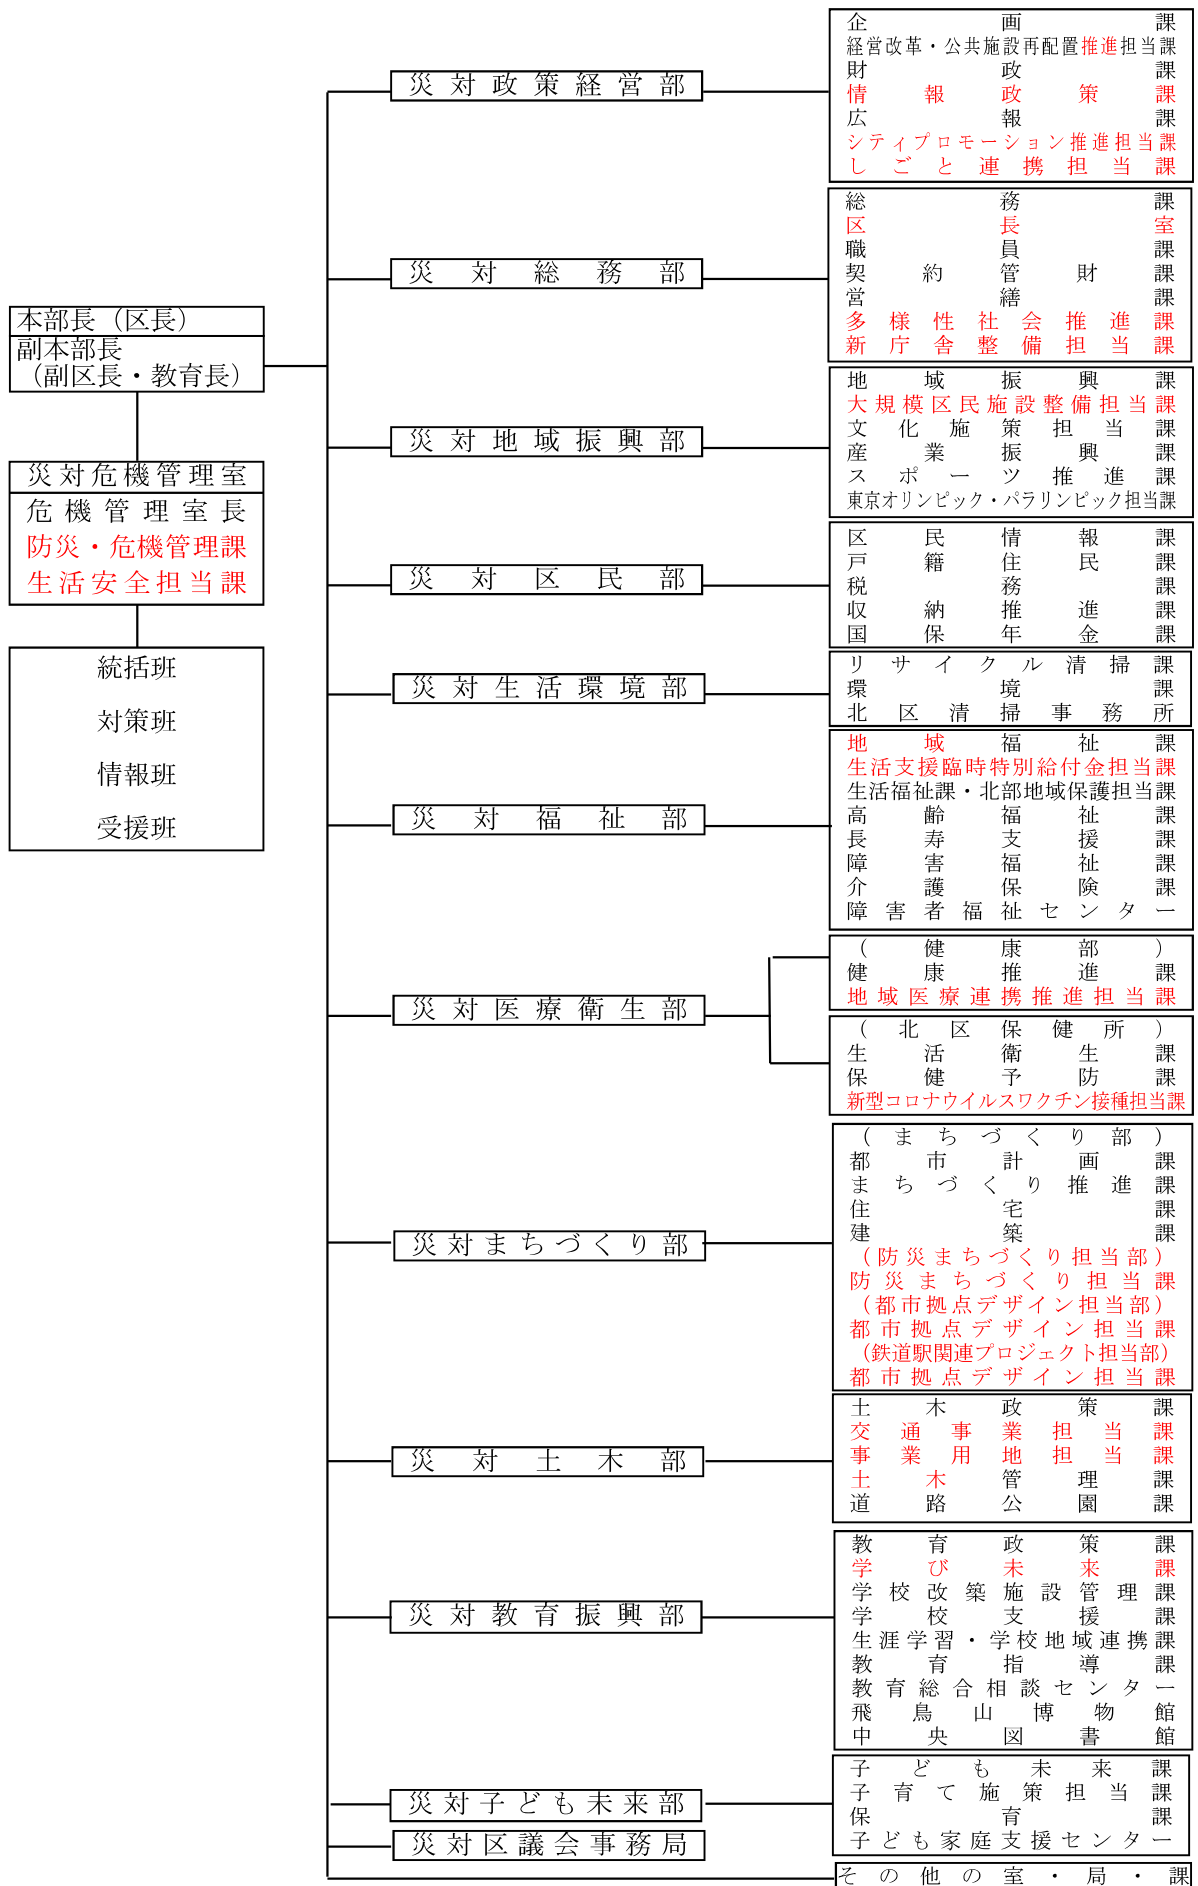 本部長（区長）
副本部長
（副区長・教育長）
災対危機管理室
危機管理室長
防災・危機管理課
生活安全担当課
統括班
対策班
情報班
受援班
災対政策経営部
企画課
経営改革・公共施設再配置推進担当課
財政課
情報政策課
広報課
シティプロモーション推進担当課
しごと連携担当課
災対総務部
総務課
区長室
職員課
契約管財課
営繕課
多様性社会推進課
新庁舎整備担当課
災対地域振興部
地域振興課
大規模区民施設整備担当課
文化施策担当課
産業振興課
スポーツ推進課
東京オリンピック・パラリンピック担当課
災対区民部
区民情報課
戸籍住民課
税務課
収納推進課
国保年金課
災対生活環境部
リサイクル清掃課
環境課
北区清掃事務所
災対福祉部
地域福祉課
生活支援臨時特別給付金担当課
生活福祉課・北部地域保護担当課
高齢福祉課
長寿支援課
障害福祉課
介護保険課
障害者福祉センター
災対医療衛生部
（健康部）
健康推進課
地域医療連携推進担当課
（北区保健所）
生活衛生課
保健予防課
新型コロナウイルスワクチン接種担当課
災対まちづくり部
（まちづくり部）
都市計画課
まちづくり推進課
住宅課
建築課
（防災まちづくり担当部）
防災まちづくり担当課
（都市拠点デザイン担当部）
都市拠点デザイン担当課
（鉄道駅関連プロジェクト担当部）
都市拠点デザイン担当課
災対土木部
土木政策課
交通事業担当課
事業用地担当課
土木管理課
道路公園課
災対教育振興部
教育政策課
学び未来課
学校改築施設管理課
学校支援課
生涯学習・学校地域連携課
教育指導課
教育総合相談センター
飛鳥山博物館
中央図書館
災対子ども未来部
子ども未来課
子育て施策担当課
保育課
子ども家庭支援センター
災対区議会事務局
その他の室・局・課